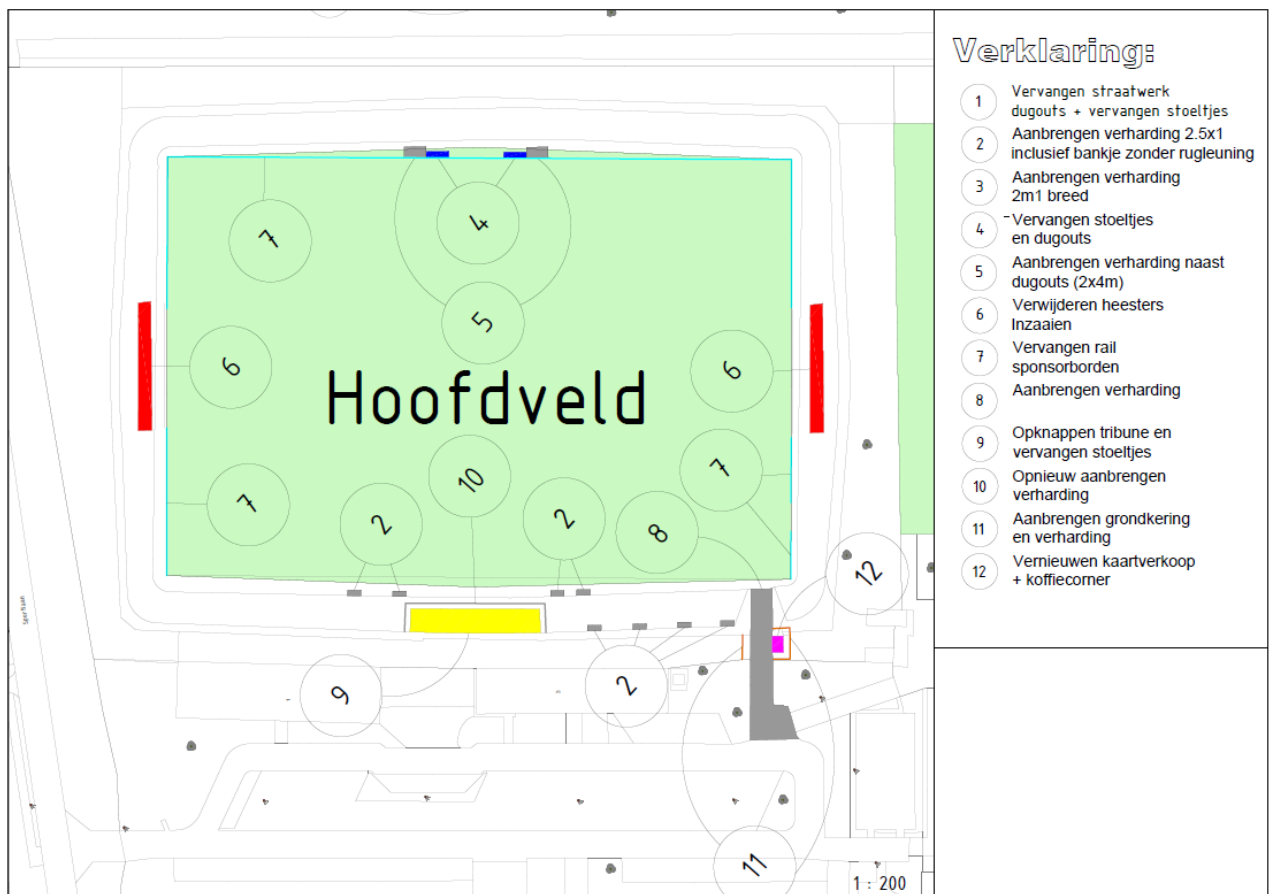 Verklaring:
1 Vervangen straatwerk
dugouts + vervangen stoeltjes
2 Aanbrengen verharding 2.5x1
inclusief bankje zonder rugleuning
3 Aanbrengen verharding
2m1 breed
4 Vervangen stoeltjes
en dugouts
5 Aanbrengen verharding naast
dugouts (2x4m)
6 Verwijderen heesters
Inzaaien
7 Vervangen rail
sponsorborden
8 Aanbrengen verharding
9 Opknappen tribune en
vervangen stoeltjes
10 Opnieuw aanbrengen
verharding
11 Aanbrengen grondkering
en verharding
12 Vernieuwen kaartverkoop
+ koffiecorner
7
4
5
6
6
Hoofdveld
7
10
7
2
2
8
12
9
2
11
1 : 200